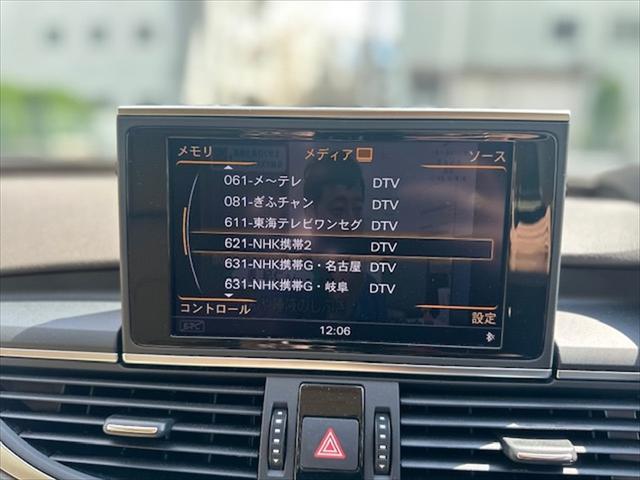 メモリ メディア ソース
061-メ〜テレ DTV
081-ぎふチャン DTV
611-東海テレビワンセグ DTV
621-NHK携帯2 DTV
631-NHK携帯G・名古屋 DTV
631-NHK携帯G・岐阜 DTV
コントロール 設定
12:06